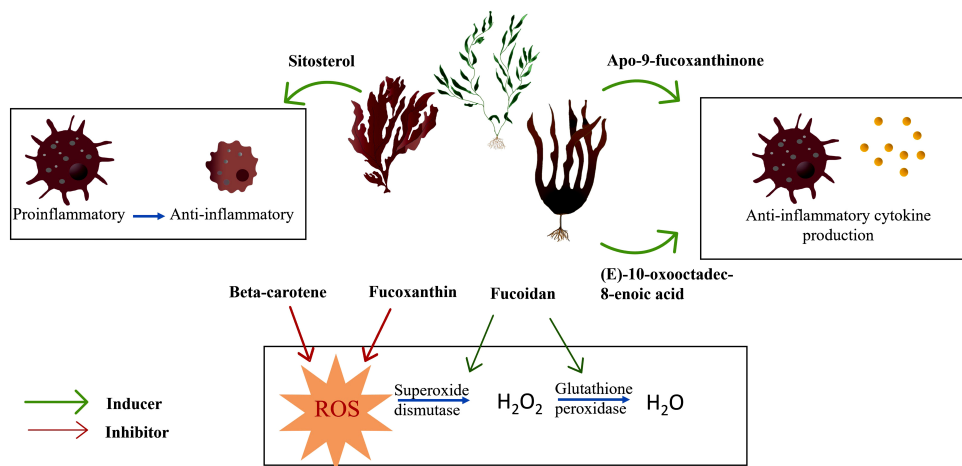 Sitosterol
Apo-9-fucoxanthinone
Proinflammatory
Anti-inflammatory
Anti-inflammatory cytokine
production
(E)-10-oxooctadec-
8-enoic acid
Beta-carotene
Fucoxanthin
Fucoidan
ROS
Superoxide
dismutase
H₂O₂
Glutathione
peroxidase
H₂O
Inducer
Inhibitor